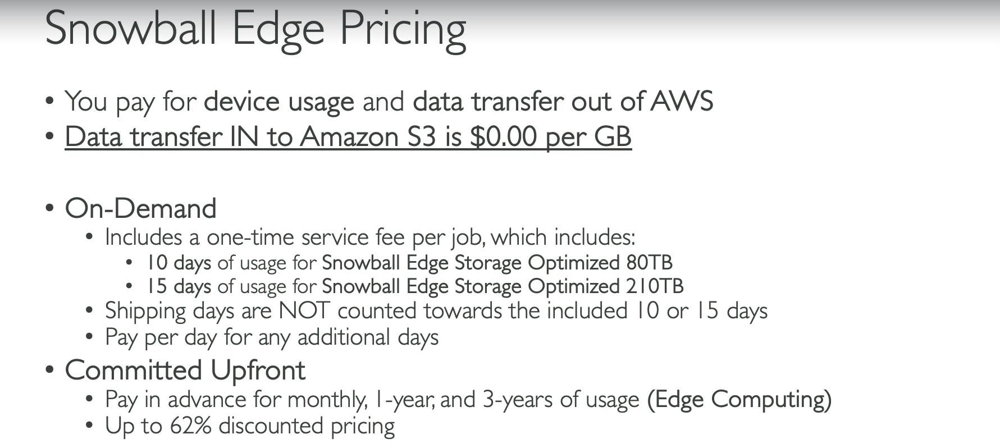 Snowball Edge Pricing
• You pay for device usage and data transfer out of AWS
• Data transfer IN to Amazon S3 is $0.00 per GB
• On-Demand
• Includes a one-time service fee per job, which includes:
• 10 days of usage for Snowball Edge Storage Optimized 80TB
• 15 days of usage for Snowball Edge Storage Optimized 210TB
• Shipping days are NOT counted towards the included 10 or 15 days
• Pay per day for any additional days
• Committed Upfront
• Pay in advance for monthly, 1-year, and 3-years of usage (Edge Computing)
• Up to 62% discounted pricing